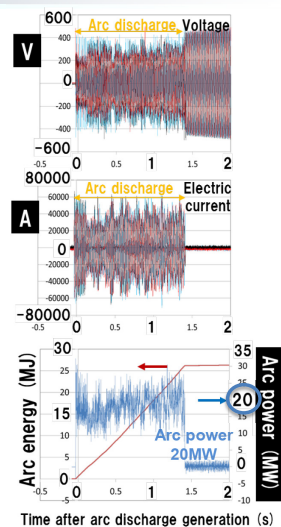 600
Arc discharge Voltage
V
400
200
0
200
400
-600
-0.5 0 0.5 1 1.5 2
80000
Arc discharge Electric current
60000
A
40000
20000
0
-20000
-40000
-60000
-80000
-0.5 0 0.5 1 1.5 2
30
35
25
30
25
20
20
15
15
10
10
5
5
0
0
-5
-5
-10
Arc energy (MJ)
Arc power (MW)
Arc power
20MW
-0.5 0 0.5 1 1.5 2
Time after arc discharge generation (s)